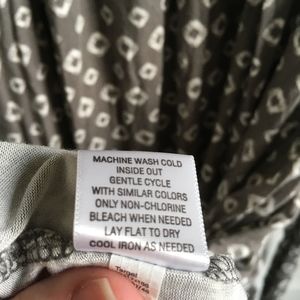 MACHINE WASH COLD
INSIDE OUT
GENTLE CYCLE
WITH SIMILAR COLORS
ONLY NON-CHLORINE
BLEACH WHEN NEEDED
LAY FLAT TO DRY
COOL IRON AS NEEDED
Target